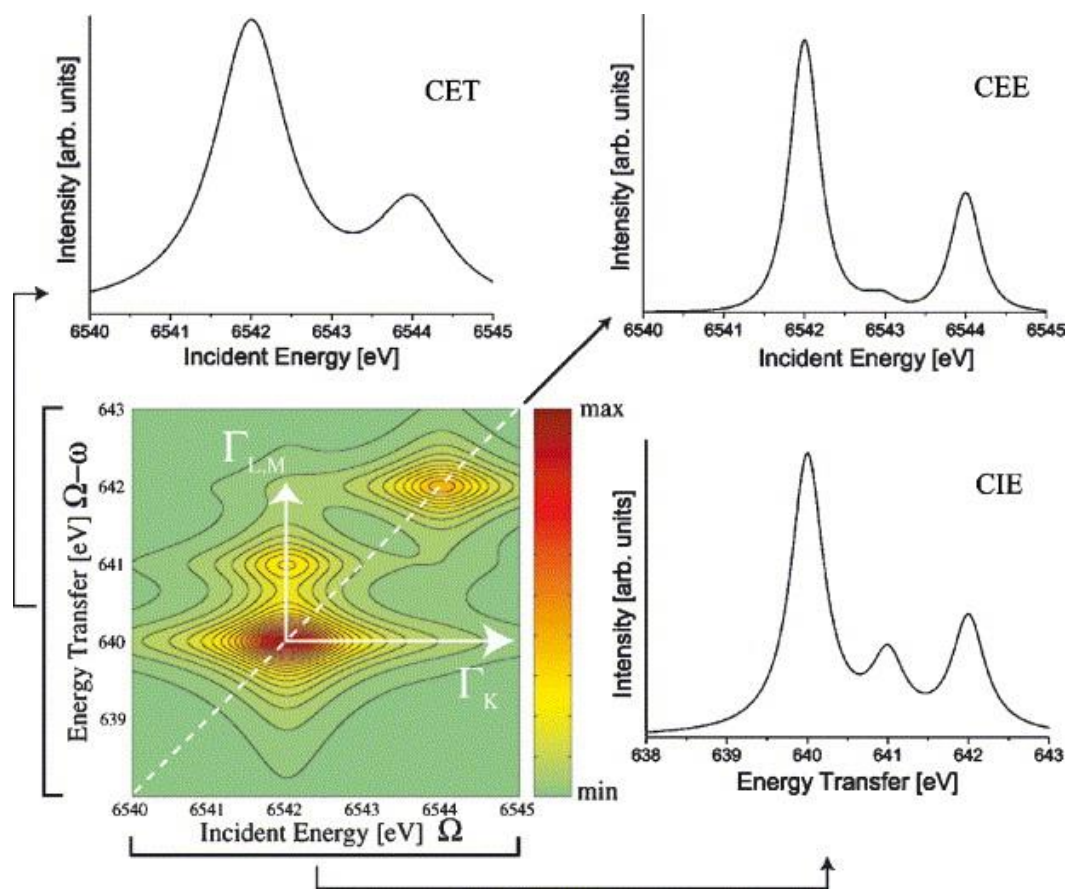 CET
Intensity [arb. units]
6540 6541 6542 6543 6544 6545
Incident Energy [eV]
CEE
Intensity [arb. units]
6540 6541 6542 6543 6544 6545
Incident Energy [eV]
643
642
641
640
639
Energy Transfer [eV] Ω-ω
ΓL,M
ΓK
6540 6541 6542 6543 6544 6545
Incident Energy [eV] Ω
max
min
CIE
Intensity [arb. units]
638 639 640 641 642 643
Energy Transfer [eV]